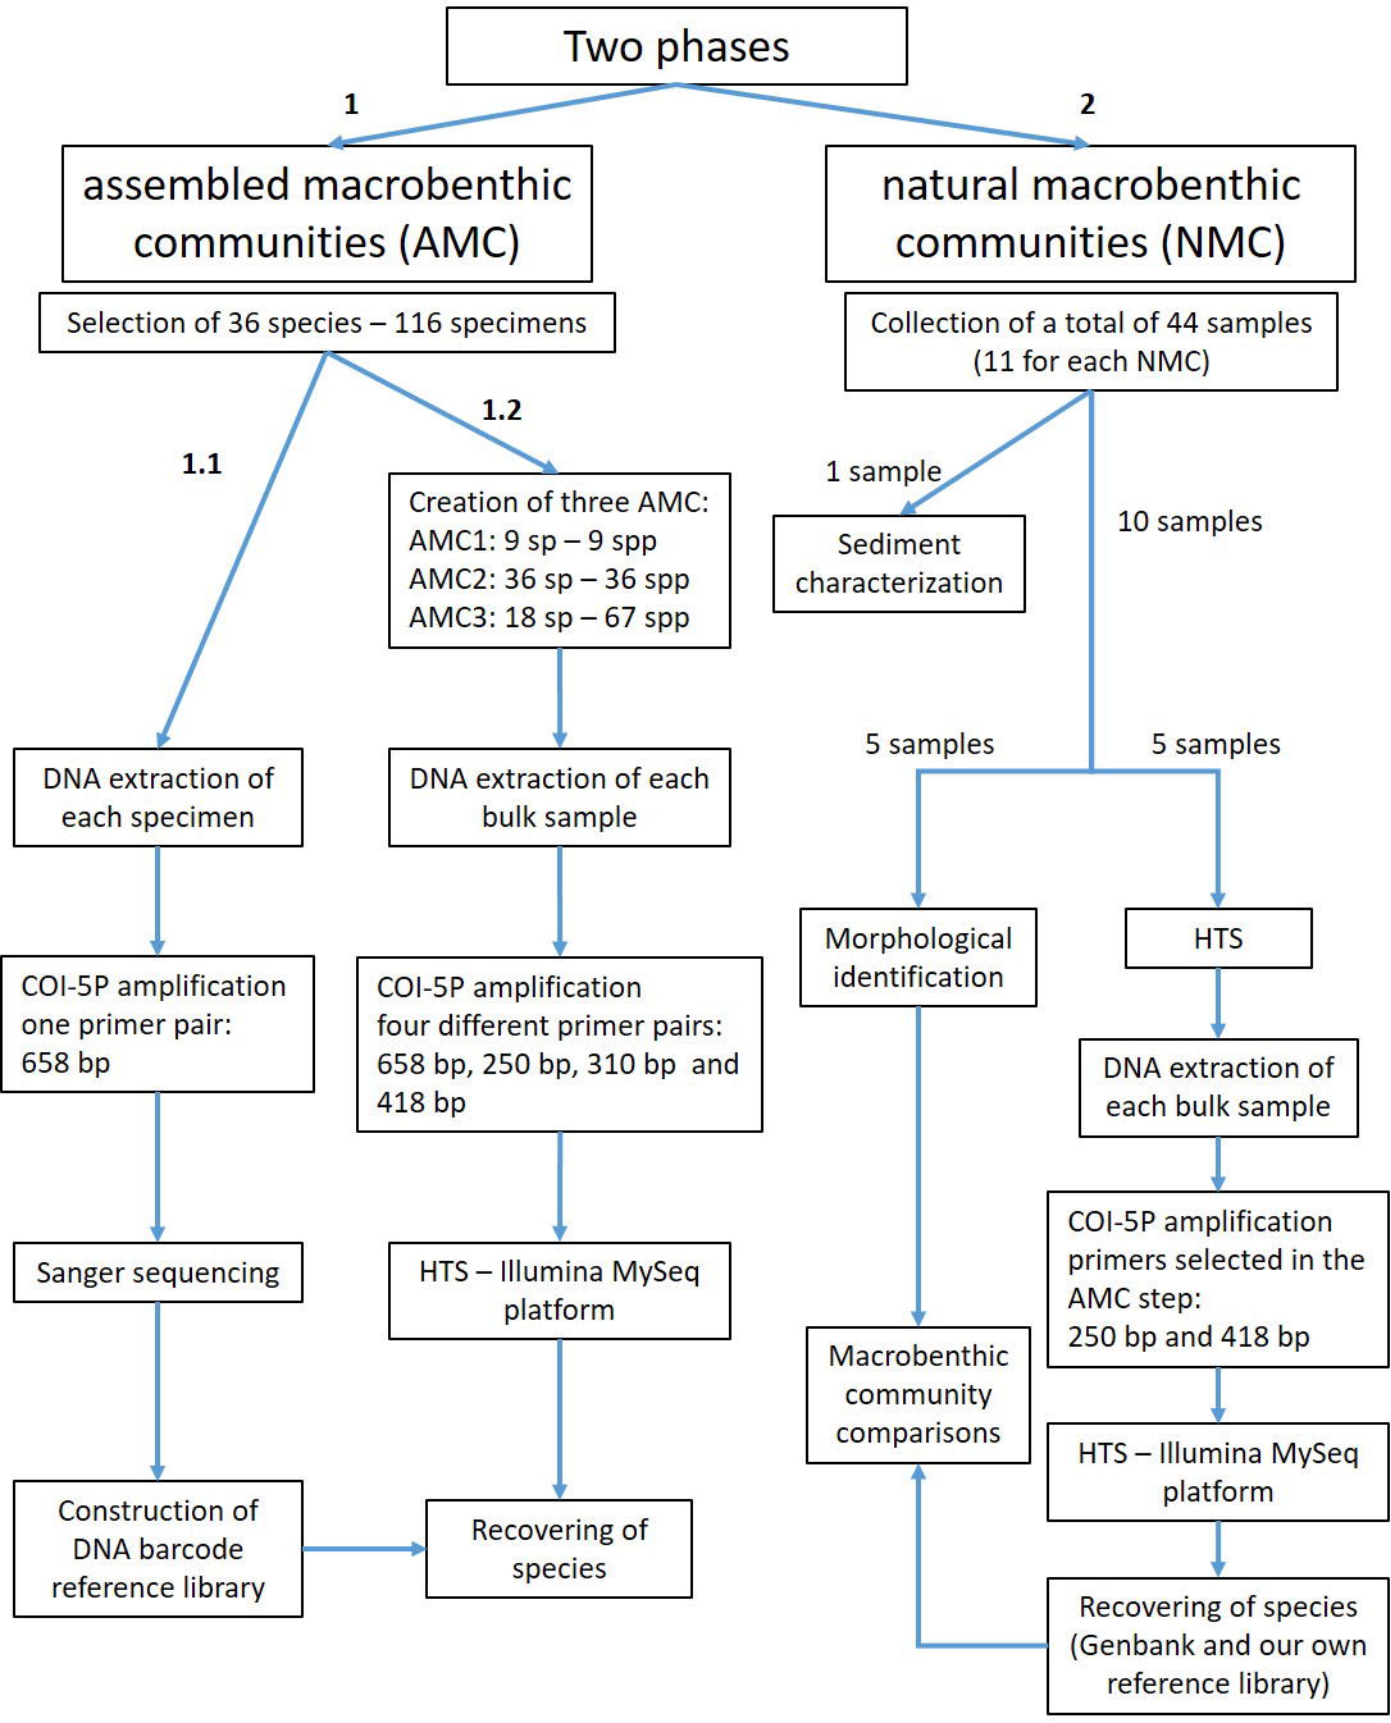 Two phases
1
2
assembled macrobenthic
communities (AMC)
natural macrobenthic
communities (NMC)
Selection of 36 species – 116 specimens
Collection of a total of 44 samples
(11 for each NMC)
1.1
1.2
Creation of three AMC:
AMC1: 9 sp – 9 spp
AMC2: 36 sp – 36 spp
AMC3: 18 sp – 67 spp
1 sample
Sediment
characterization
10 samples
DNA extraction of
each specimen
DNA extraction of each
bulk sample
5 samples
5 samples
COI-5P amplification
one primer pair:
658 bp
COI-5P amplification
four different primer pairs:
658 bp, 250 bp, 310 bp  and
418 bp
Morphological
identification
HTS
DNA extraction of
each bulk sample
Sanger sequencing
HTS – Illumina MySeq
platform
COI-5P amplification
primers selected in the
AMC step:
250 bp and 418 bp
Macrobenthic
community
comparisons
HTS – Illumina MySeq
platform
Construction of
DNA barcode
reference library
Recovering of
species
Recovering of species
(Genbank and our own
reference library)